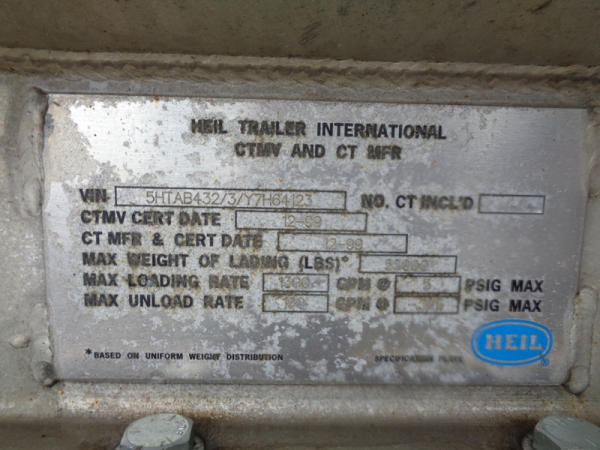 HEIL TRAILER INTERNATIONAL
CTMV AND CT MFR
VIN 5HTAB432/3/Y7H64123 NO. CT INCL'D
CTMV CERT DATE 12-99
CT MFR & CERT DATE 12-99
MAX WEIGHT OF LADING (LBS)*
MAX LOADING RATE 1300 GPM @ 5 PSIG MAX
MAX UNLOAD RATE GPM @ PSIG MAX
HEIL
*BASED ON UNIFORM WEIGHT DISTRIBUTION SPECIFICATION PLATE